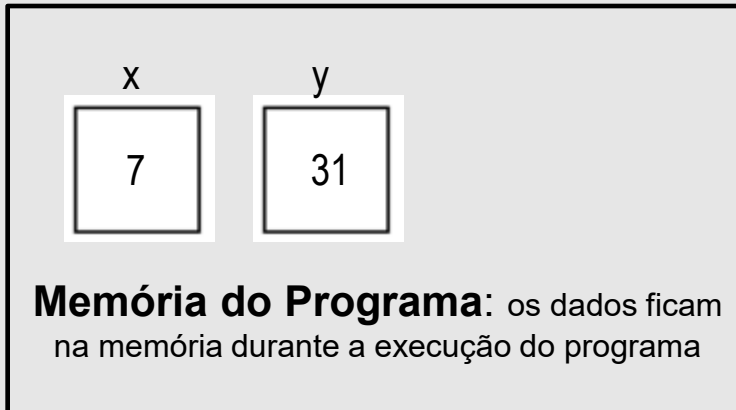 x y
7 31
Memória do Programa: os dados ficam
na memória durante a execução do programa